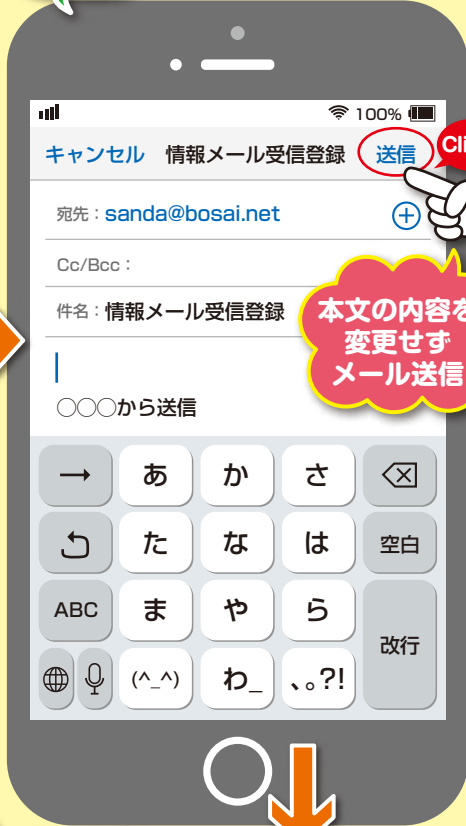 100%
キャンセル 情報メール受信登録 送信
Cli
宛先：sanda@bosai.net
Cc/Bcc：
件名：情報メール受信登録
本文の内容を
変更せず
メール送信
○○○から送信
→ あ か さ
た な は 空白
ABC ま や ら
改行
(^_^) わ_ 、。?!